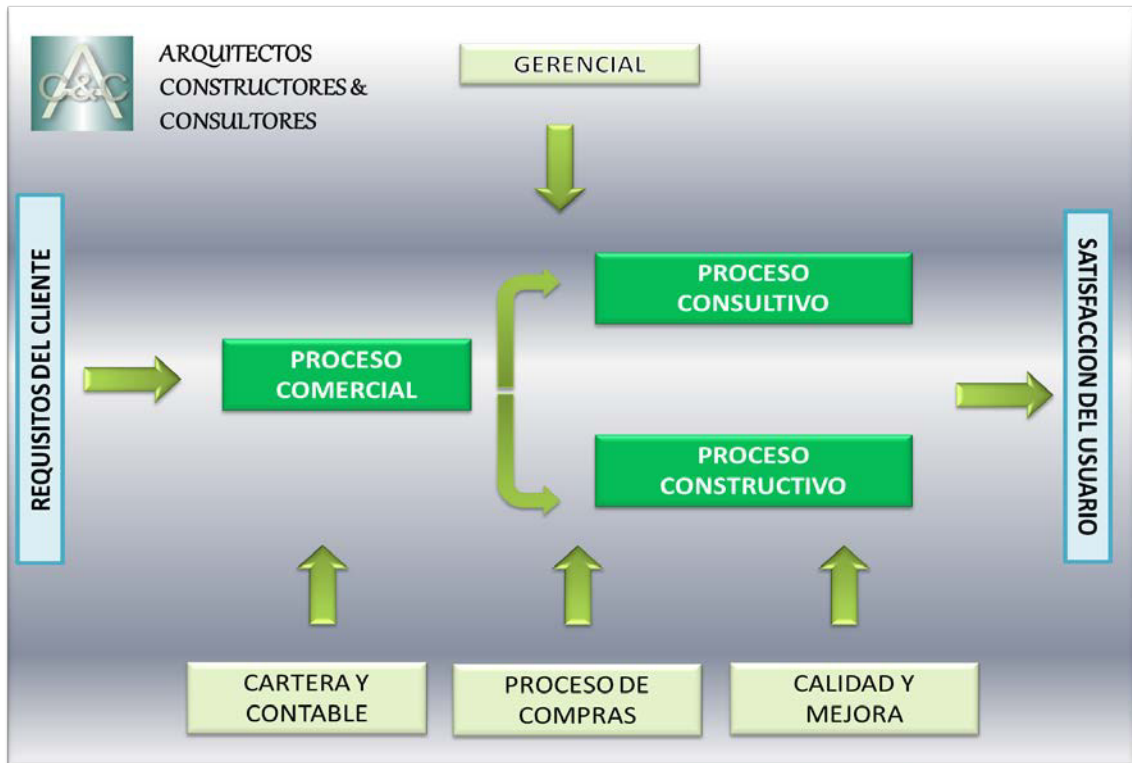 ARQUITECTOS
CONSTRUCTORES &
CONSULTORES
AC&C
GERENCIAL
REQUISITOS DEL CLIENTE
PROCESO
COMERCIAL
PROCESO
CONSULTIVO
PROCESO
CONSTRUCTIVO
SATISFACCION DEL USUARIO
CARTERA Y
CONTABLE
PROCESO DE
COMPRAS
CALIDAD Y
MEJORA